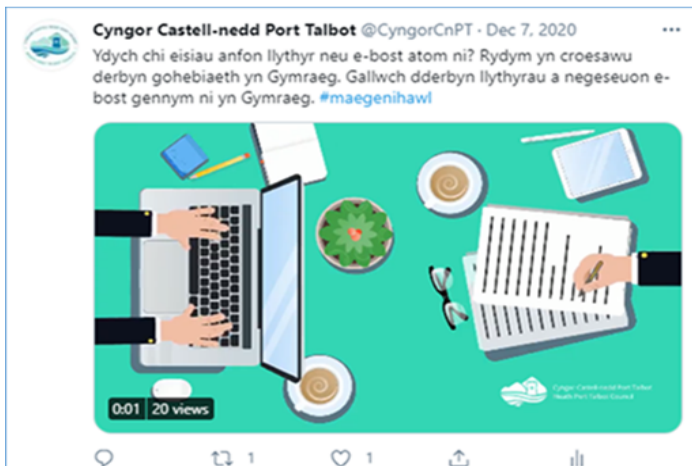 Cyngor Castell-nedd Port Talbot @CyngorCnPT · Dec 7, 2020
Ydych chi eisiau anfon llythyr neu e-bost atom ni? Rydym yn croesawu
derbyn gohebiaeth yn Gymraeg. Gallwch dderbyn llythyrau a negeseuon e-
bost gennym ni yn Gymraeg. #maegenihawl
Cyngor Castell-nedd Port Talbot
Neath Port Talbot Council
0:01 20 views
1 1